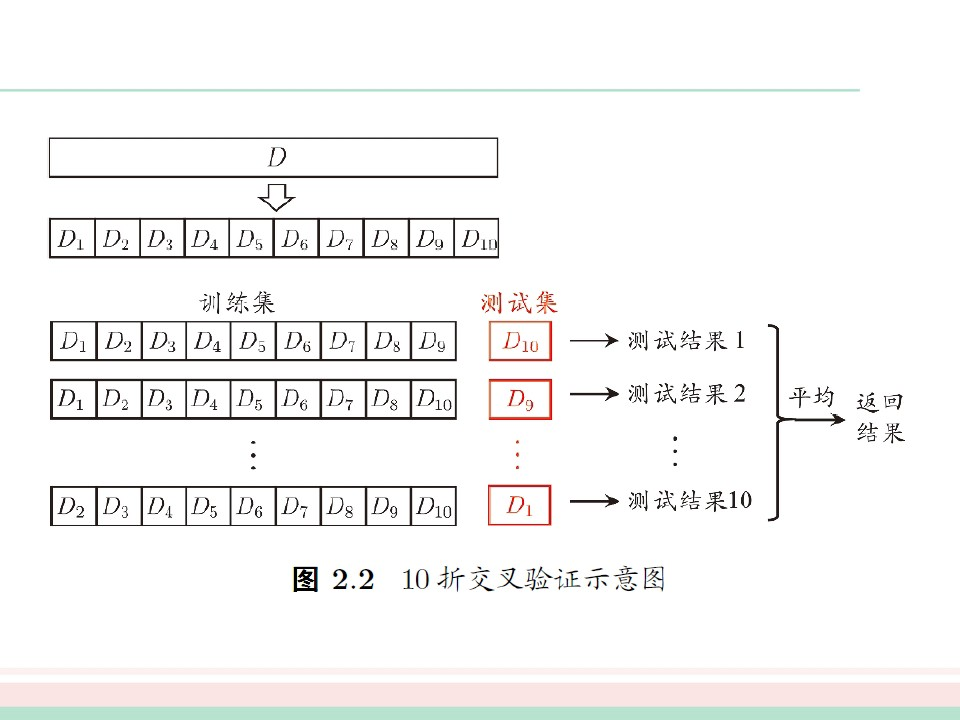 D
D₁ D₂ D₃ D₄ D₅ D₆ D₇ D₈ D₉ D₁₀
训练集 测试集
D₁ D₂ D₃ D₄ D₅ D₆ D₇ D₈ D₉ D₁₀ 测试结果 1
D₁ D₂ D₃ D₄ D₅ D₆ D₇ D₈ D₁₀ D₉ 测试结果 2
平均 返回
结果
⋮ ⋮ ⋮
D₂ D₃ D₄ D₅ D₆ D₇ D₈ D₉ D₁₀ D₁ 测试结果10
图 2.2 10 折交叉验证示意图